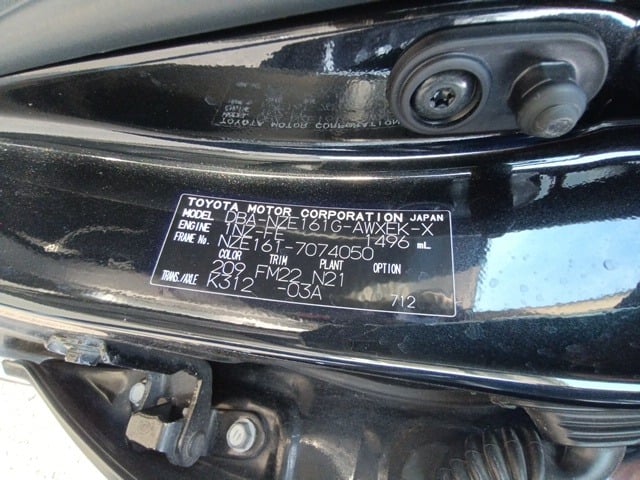 TOYOTA MOTOR CORPORATION JAPAN
MODEL DBA-NZE161G-AWXEK-X
ENGINE 1NZ-FE 1496 mL
FRAME No. NZE161-7074050
COLOR TRIM PLANT OPTION
209 FM22 N21
TRANS./AXLE K312 -03A
712